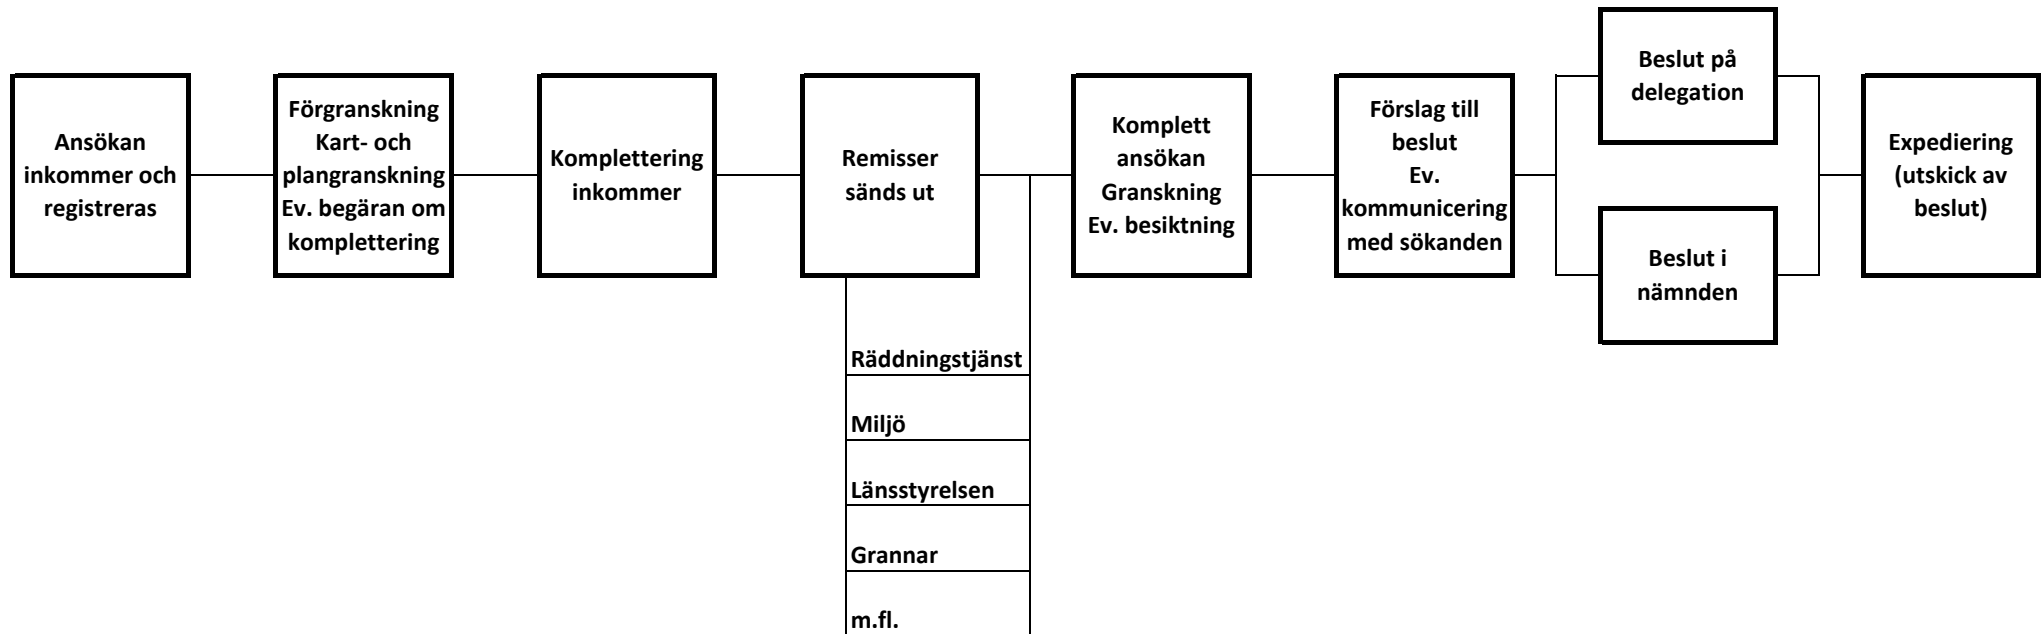 Ansökan
inkommer och
registreras
Förgranskning
Kart- och
plangranskning
Ev. begäran om
komplettering
Komplettering
inkommer
Remisser
sänds ut
Räddningstjänst
Miljö
Länsstyrelsen
Grannar
m.fl.
Komplett
ansökan
Granskning
Ev. besiktning
Förslag till
beslut
Ev.
kommunicering
med sökanden
Beslut på
delegation
Beslut i
nämnden
Expediering
(utskick av
beslut)